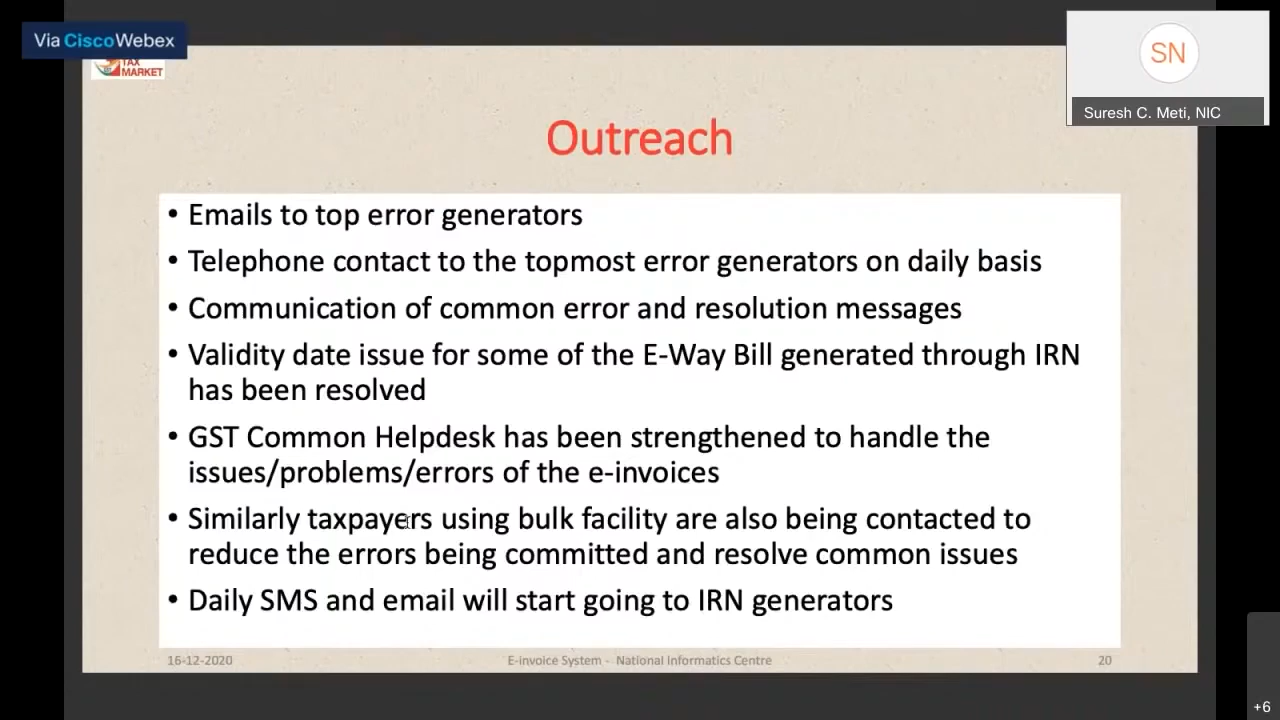 Via CiscoWebex
TAX
MARKET
SN
Suresh C. Meti, NIC
Outreach
• Emails to top error generators
• Telephone contact to the topmost error generators on daily basis
• Communication of common error and resolution messages
• Validity date issue for some of the E-Way Bill generated through IRN
has been resolved
• GST Common Helpdesk has been strengthened to handle the
issues/problems/errors of the e-invoices
• Similarly taxpayers using bulk facility are also being contacted to
reduce the errors being committed and resolve common issues
• Daily SMS and email will start going to IRN generators
16-12-2020
E-invoice System - National Informatics Centre
20
+6